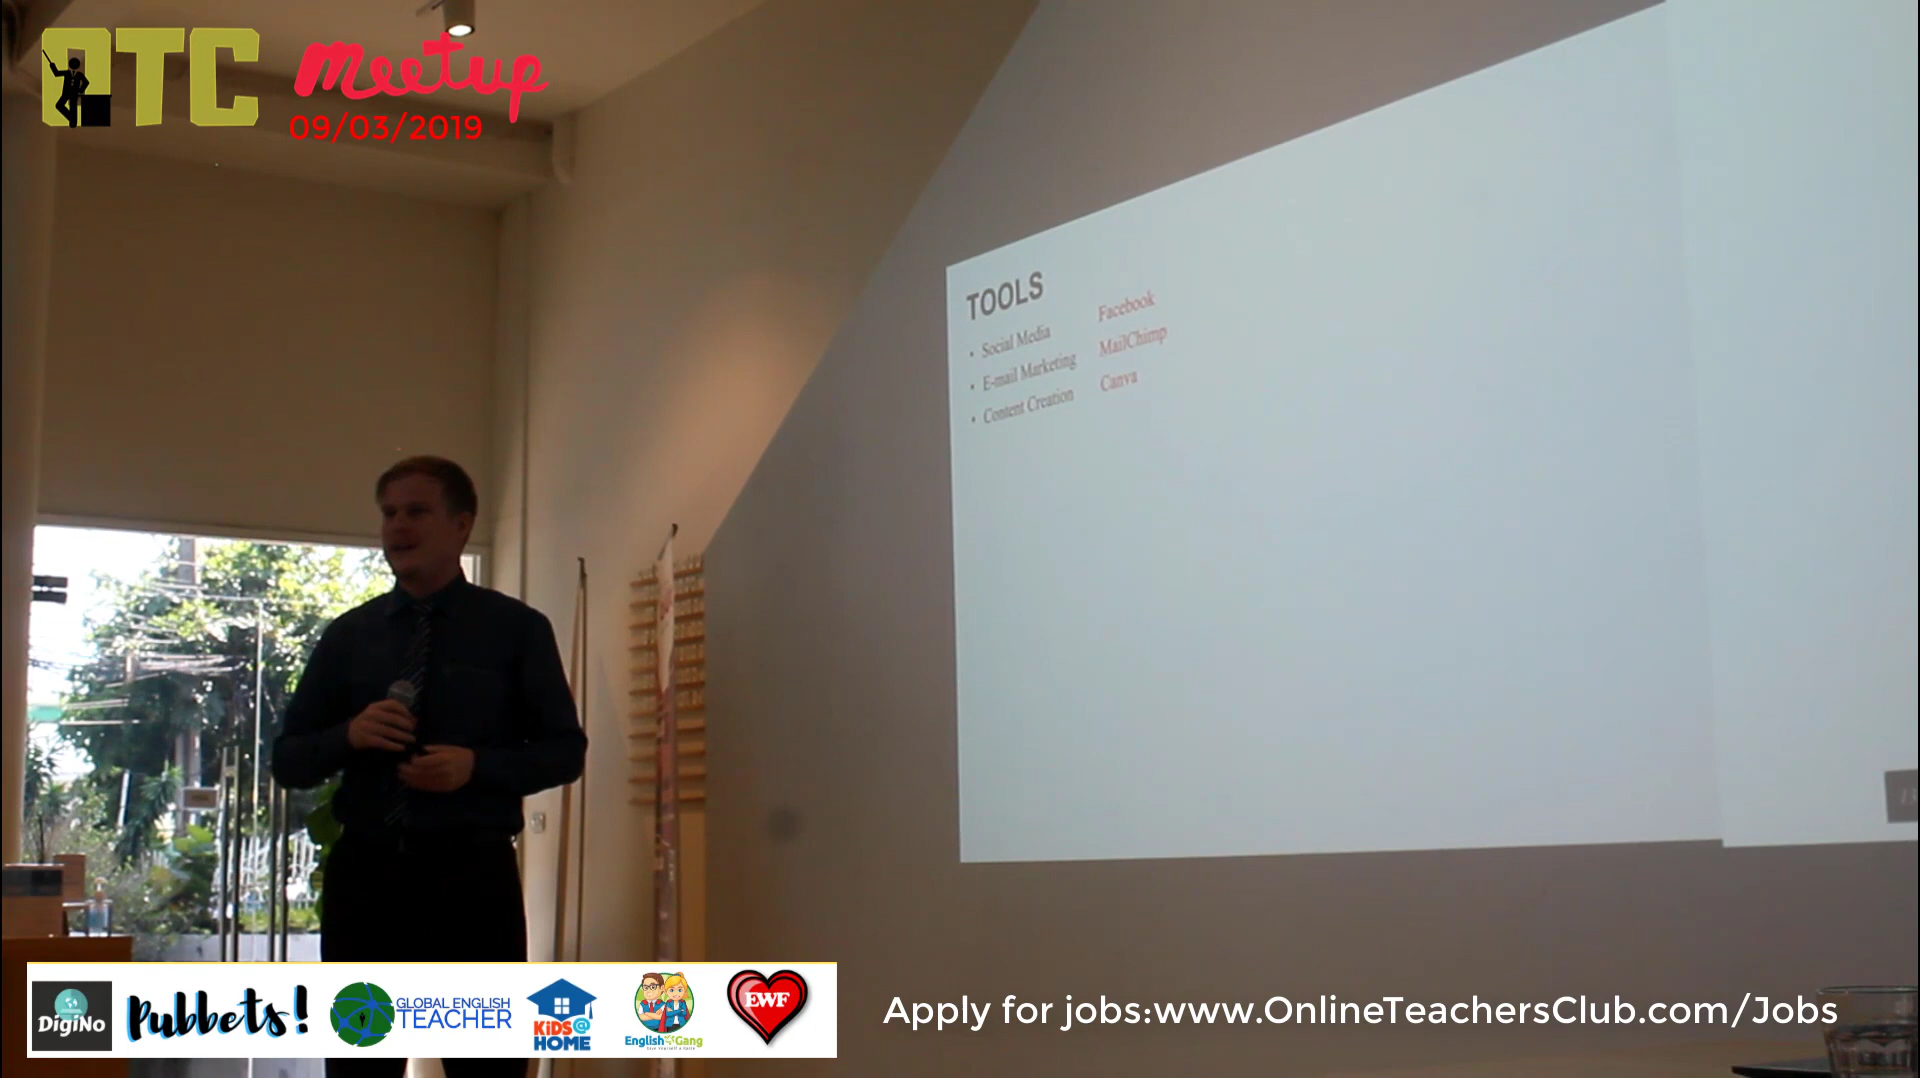 OTC meetup
09/03/2019
TOOLS
• Social Media
• E-mail Marketing
• Content Creation
Facebook
MailChimp
Canva
DigiNo
Pubbets!
GLOBAL ENGLISH
TEACHER
KiDS@
HOME
English Gang
EWF
Apply for jobs:www.OnlineTeachersClub.com/Jobs